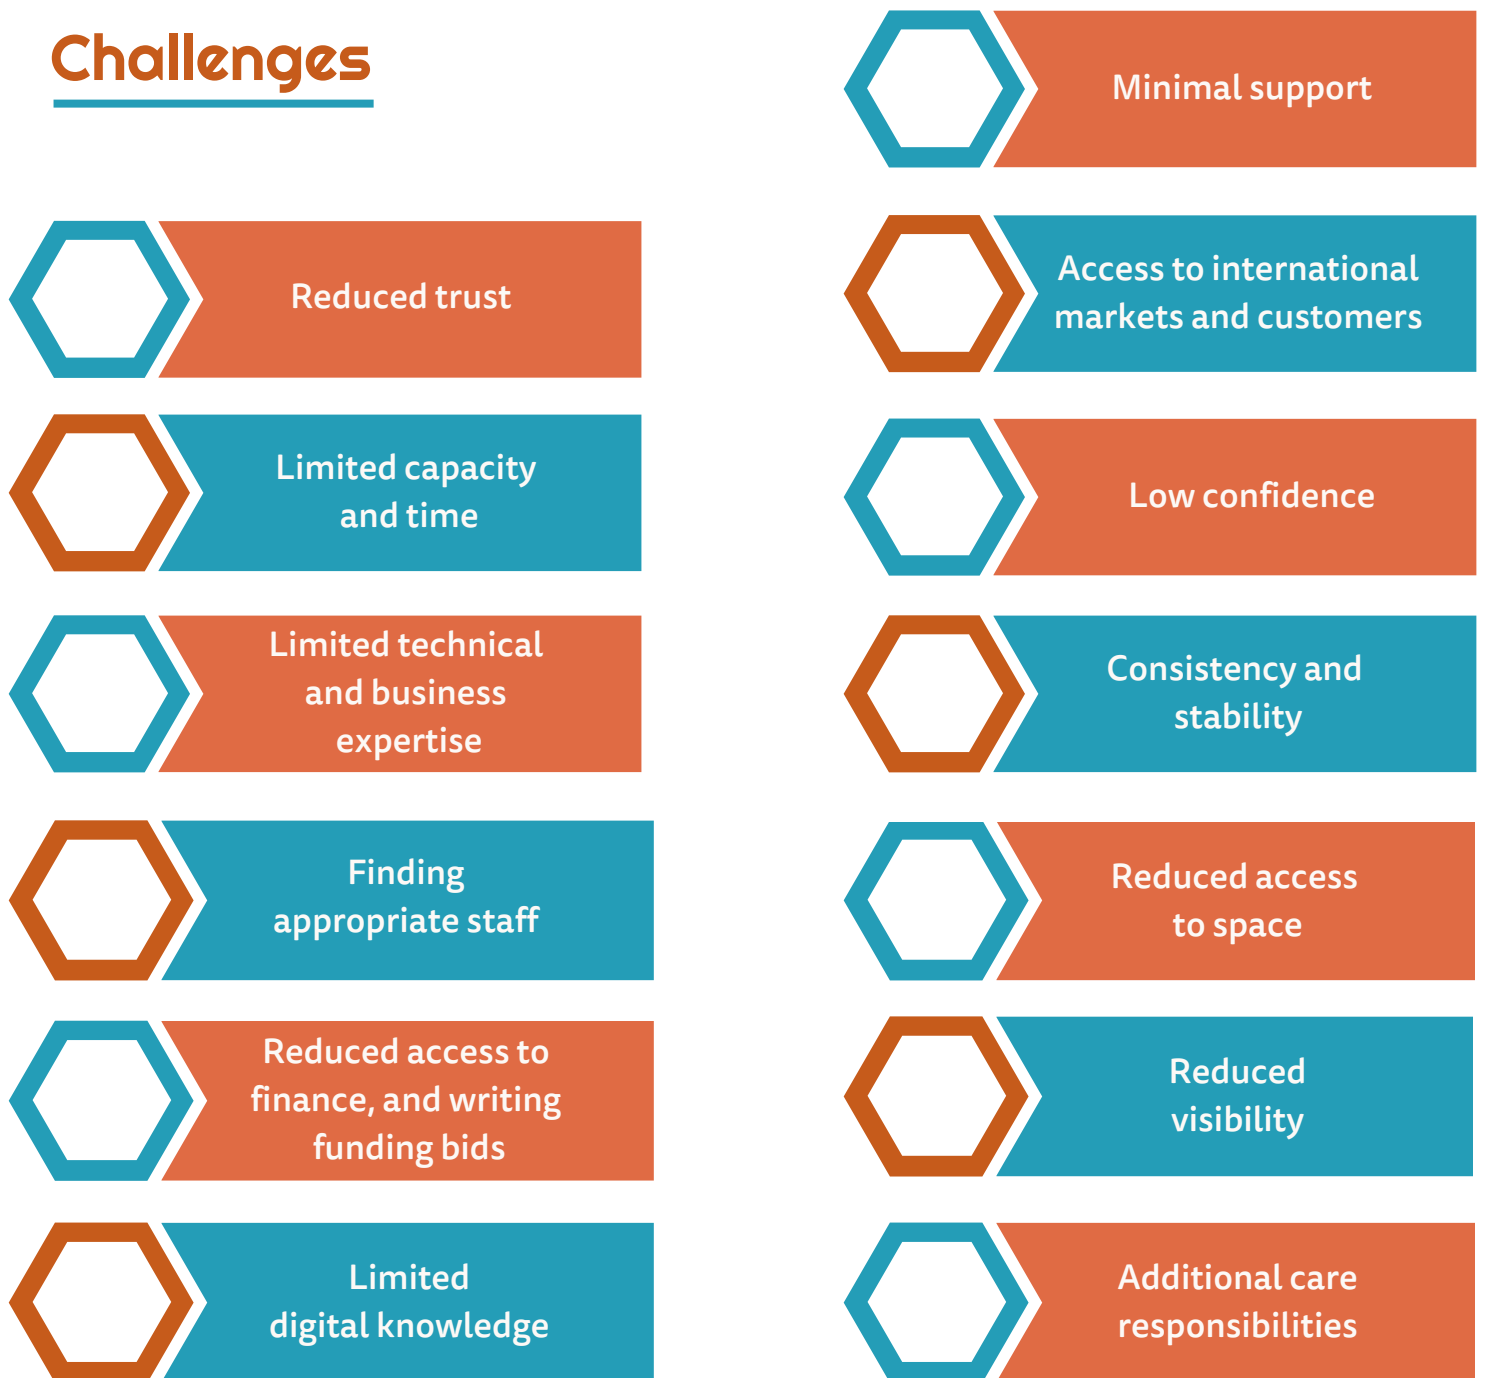 Challenges
Reduced trust
Limited capacity
and time
Limited technical
and business
expertise
Finding
appropriate staff
Reduced access to
finance, and writing
funding bids
Limited
digital knowledge
Minimal support
Access to international
markets and customers
Low confidence
Consistency and
stability
Reduced access
to space
Reduced
visibility
Additional care
responsibilities